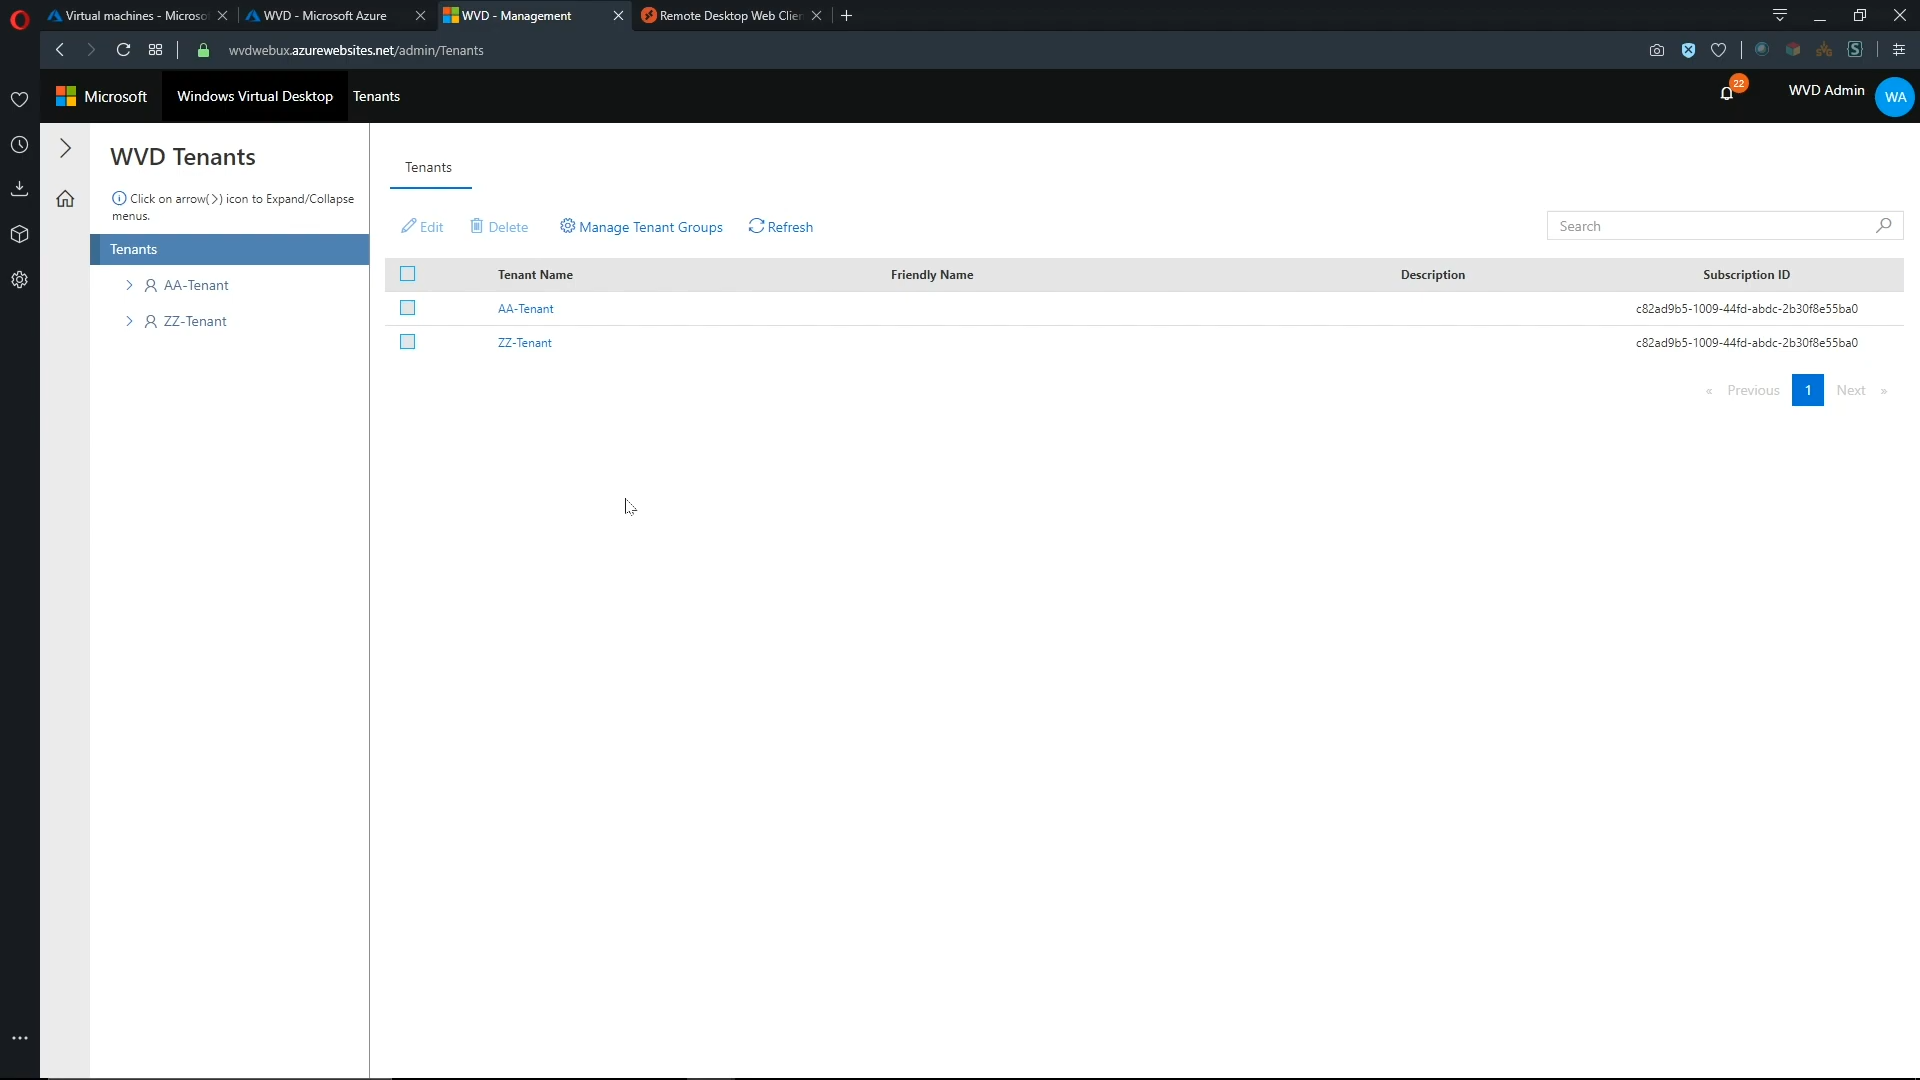 Virtual machines - Microso
WVD - Microsoft Azure
WVD - Management
Remote Desktop Web Clien
wvdwebux.azurewebsites.net/admin/Tenants
Microsoft
Windows Virtual Desktop
Tenants
22
WVD Admin
WA
WVD Tenants
Click on arrow(>) icon to Expand/Collapse
menus.
Tenants
AA-Tenant
ZZ-Tenant
Tenants
Edit
Delete
Manage Tenant Groups
Refresh
Search
Tenant Name
Friendly Name
Description
Subscription ID
AA-Tenant
c82ad9b5-1009-44fd-abdc-2b30f8e55ba0
ZZ-Tenant
c82ad9b5-1009-44fd-abdc-2b30f8e55ba0
« Previous 1 Next »